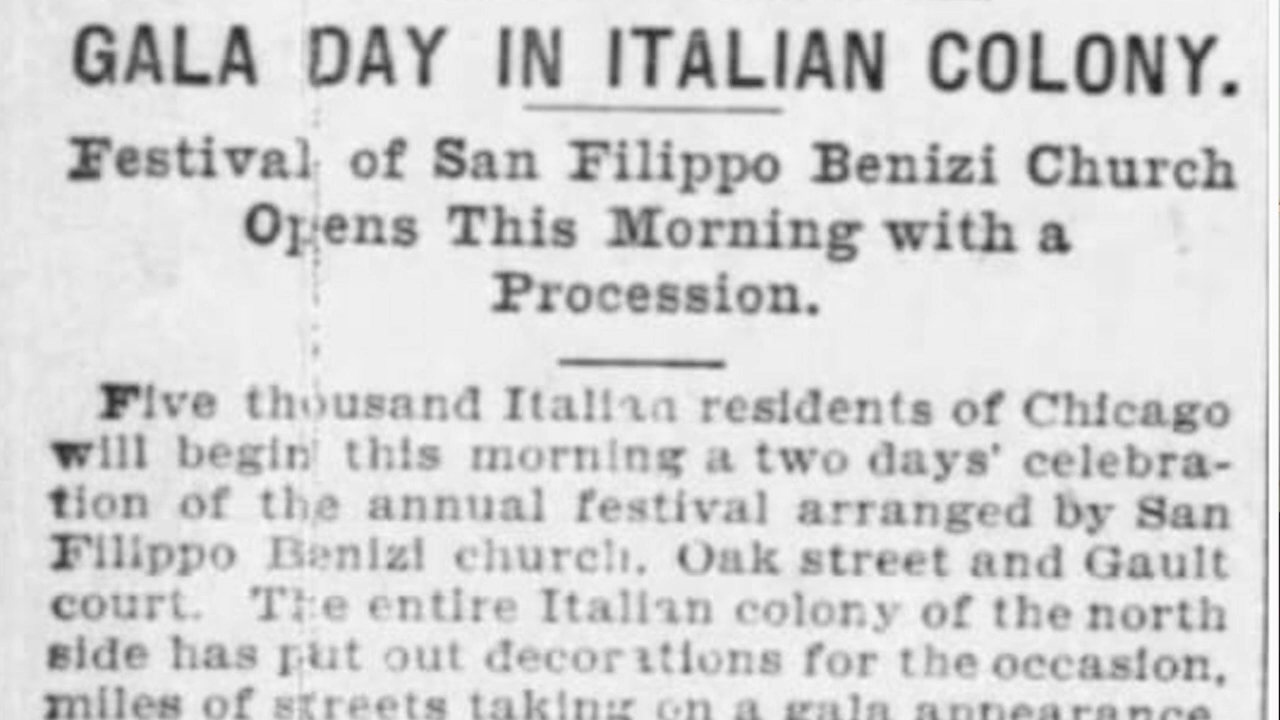 GALA DAY IN ITALIAN COLONY.
Festival of San Filippo Benizi Church
Opens This Morning with a
Procession.
Five thousand Italian residents of Chicago
will begin this morning a two days' celebra-
tion of the annual festival arranged by San
Filippo Benizi church, Oak street and Gault
court. The entire Italian colony of the north
side has put out decorations for the occasion,
miles of streets taking on a gala appearance